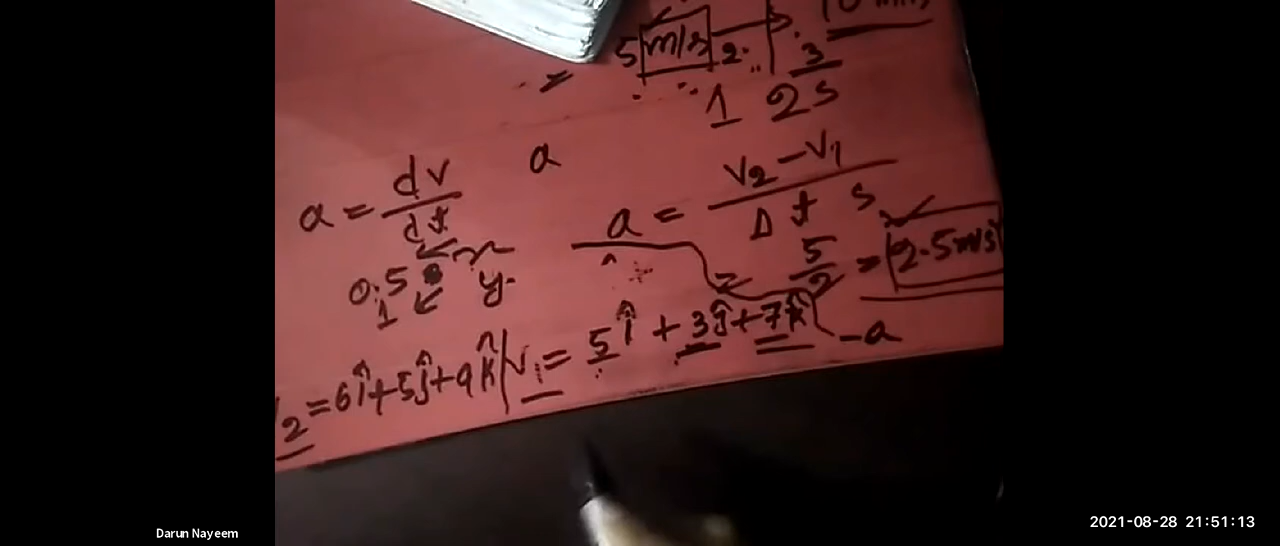 5 m/s 2 3
1 2 s
a = dv/dt
a
a = v₂ - v₁ / Δt
s
= 5/2 = 2.5 m/s
0.5 x
1 y
v₁ = 5î + 3ĵ + 7k̂
-a
₂ = 6î + 5ĵ + 9k̂
Darun Nayeem
2021-08-28 21:51:13